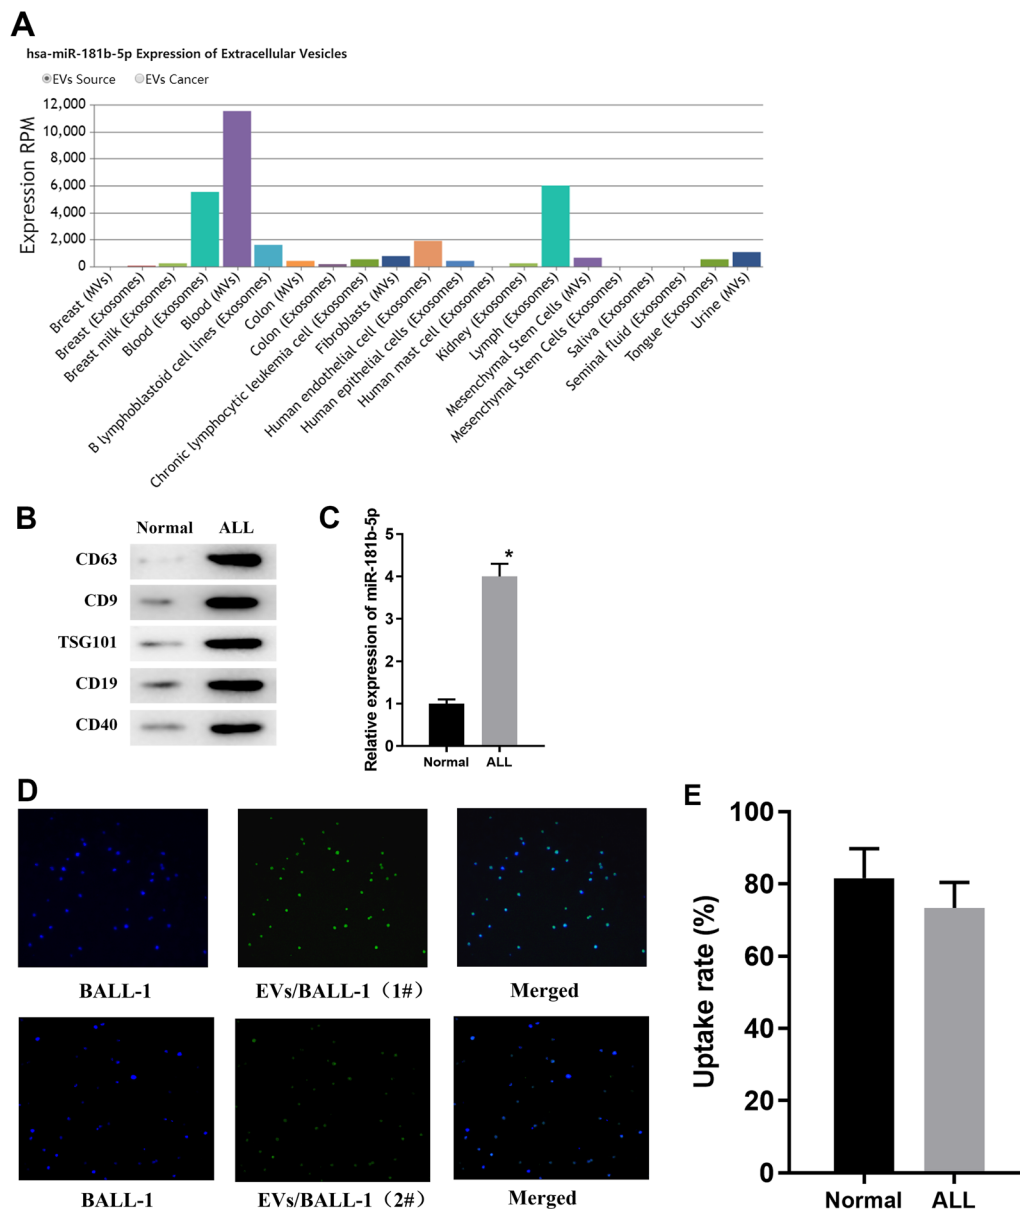 A
hsa-miR-181b-5p Expression of Extracellular Vesicles
EVs Source EVs Cancer
Expression RPM
12,000
10,000
8,000
6,000
4,000
2,000
0
Breast (MVs)
Breast (Exosomes)
Breast milk (Exosomes)
Blood (Exosomes)
Blood (MVs)
B lymphoblastoid cell lines (Exosomes)
Colon (MVs)
Colon (Exosomes)
Chronic lymphocytic leukemia cell (Exosomes)
Fibroblasts (MVs)
Human endothelial cell (Exosomes)
Human epithelial cells (Exosomes)
Human mast cell (Exosomes)
Kidney (Exosomes)
Lymph (Exosomes)
Mesenchymal Stem Cells (MVs)
Mesenchymal Stem Cells (Exosomes)
Saliva (Exosomes)
Seminal fluid (Exosomes)
Tongue (Exosomes)
Urine (MVs)
B
Normal ALL
CD63
CD9
TSG101
CD19
CD40
C
Relative expression of miR-181b-5p
5
4
3
2
1
0
*
Normal ALL
D
BALL-1 EVs/BALL-1（1#） Merged
BALL-1 EVs/BALL-1（2#） Merged
E
Uptake rate (%)
100
80
60
40
20
0
Normal ALL